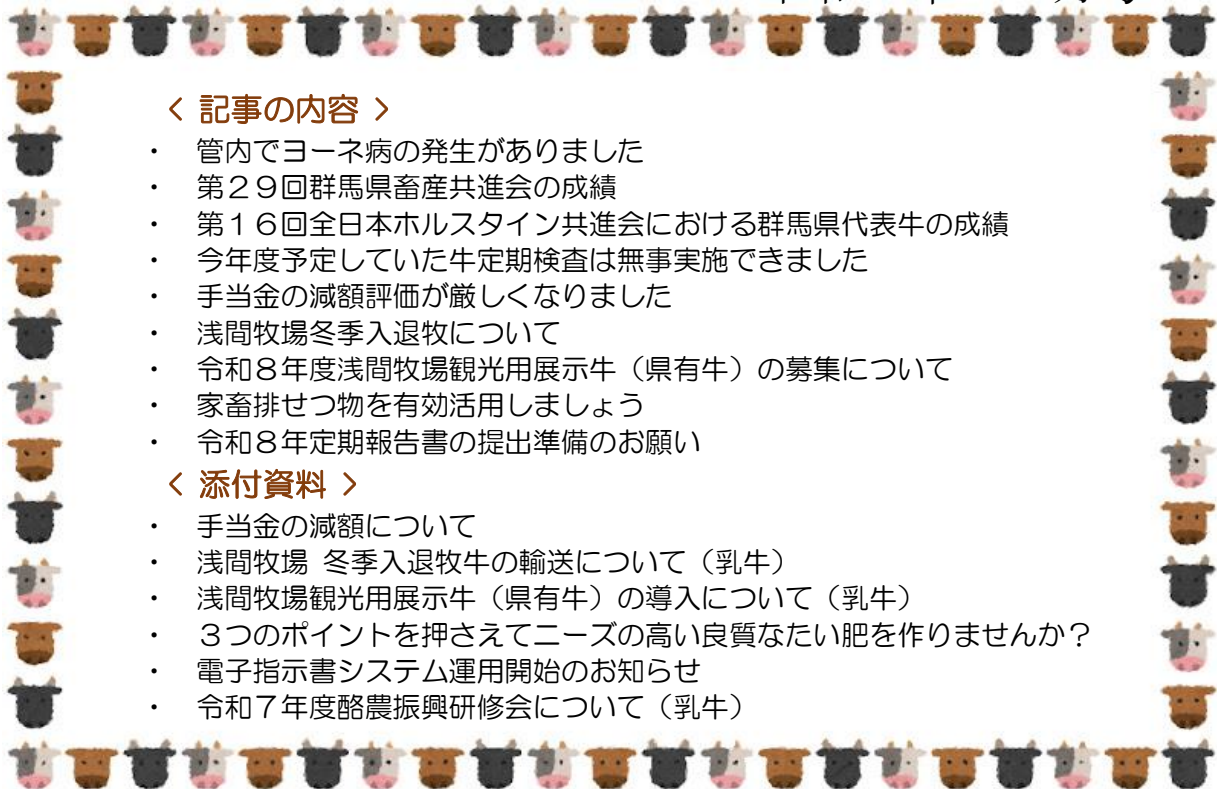 < 記事の内容 >
・ 管内でヨーネ病の発生がありました
・ 第29回群馬県畜産共進会の成績
・ 第16回全日本ホルスタイン共進会における群馬県代表牛の成績
・ 今年度予定していた牛定期検査は無事実施できました
・ 手当金の減額評価が厳しくなりました
・ 浅間牧場冬季入退牧について
・ 令和8年度浅間牧場観光用展示牛（県有牛）の募集について
・ 家畜排せつ物を有効活用しましょう
・ 令和8年定期報告書の提出準備のお願い
< 添付資料 >
・ 手当金の減額について
・ 浅間牧場 冬季入退牧牛の輸送について（乳牛）
・ 浅間牧場観光用展示牛（県有牛）の導入について（乳牛）
・ 3つのポイントを押さえてニーズの高い良質なたい肥を作りませんか？
・ 電子指示書システム運用開始のお知らせ
・ 令和7年度酪農振興研修会について（乳牛）